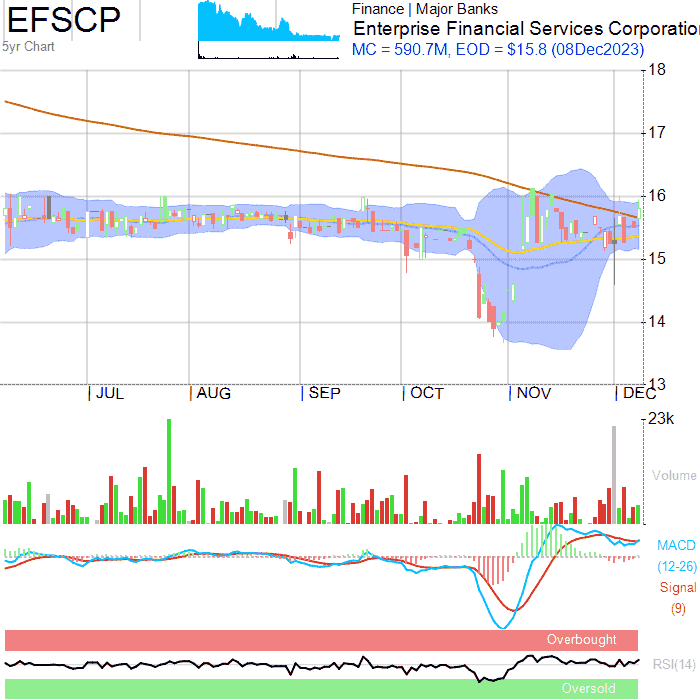 EFSCP
5yr Chart
Finance | Major Banks
Enterprise Financial Services Corporatio
MC = 590.7M, EOD = $15.8 (08Dec2023)
18
17
16
15
14
13
JUL AUG SEP OCT NOV DEC
23k
Volume
MACD
(12-26)
Signal
(9)
Overbought
RSI(14)
Oversold